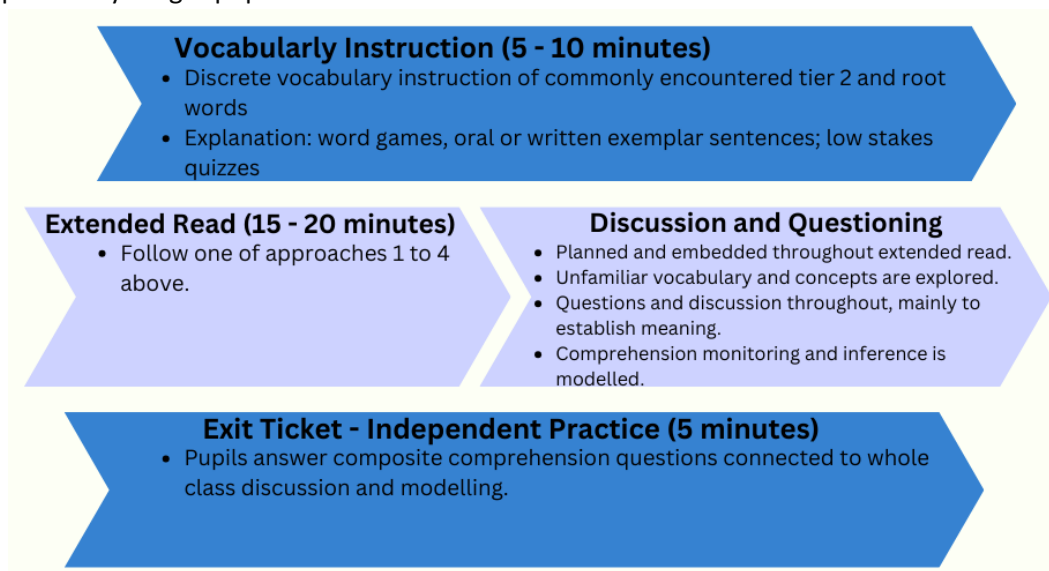 Vocabularly Instruction (5 - 10 minutes)
• Discrete vocabulary instruction of commonly encountered tier 2 and root
words
• Explanation: word games, oral or written exemplar sentences; low stakes
quizzes
Extended Read (15 - 20 minutes)
• Follow one of approaches 1 to 4
above.
Discussion and Questioning
• Planned and embedded throughout extended read.
• Unfamiliar vocabulary and concepts are explored.
• Questions and discussion throughout, mainly to
establish meaning.
• Comprehension monitoring and inference is
modelled.
Exit Ticket - Independent Practice (5 minutes)
• Pupils answer composite comprehension questions connected to whole
class discussion and modelling.